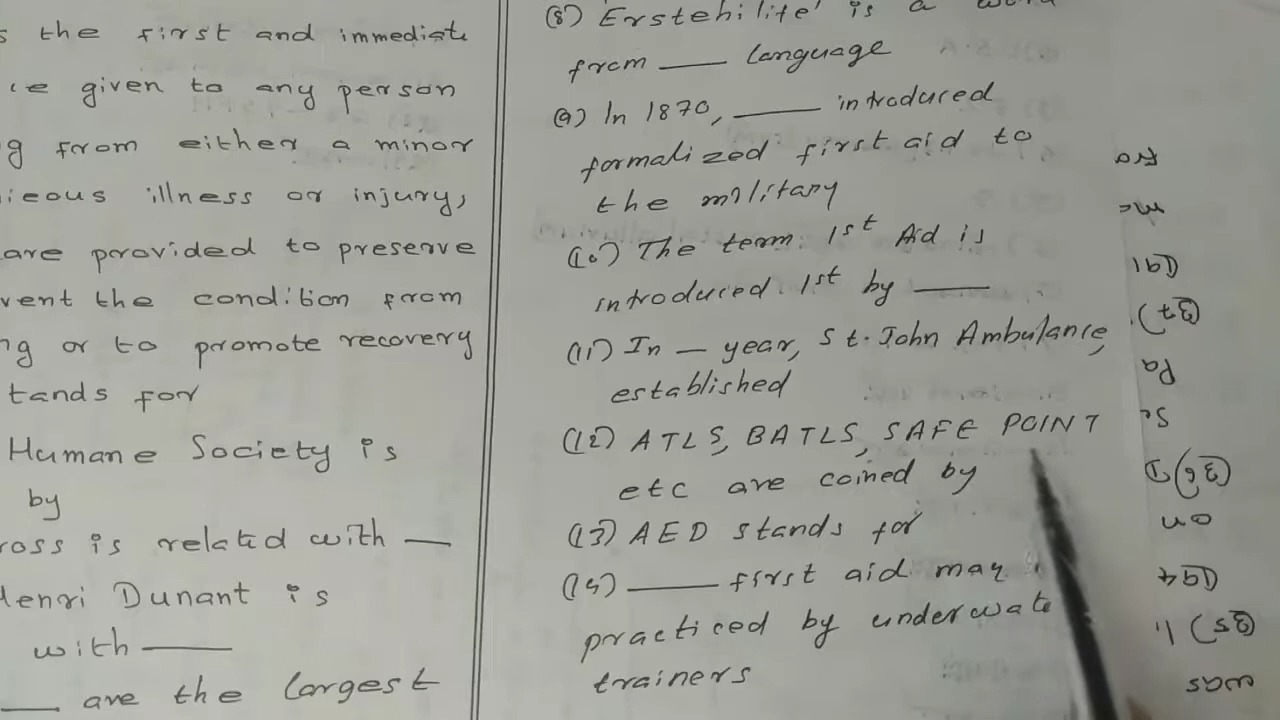 s the first and immediate
ce given to any person
g from either a minor
ieous illness or injury,
are provided to preserve
vent the condition from
ng or to promote recovery
tands for
Human e Society is
by
ross is related with —
Henri Dunant is
with ——
—— are the largest
(8) Erstehilite' is a word
from —— language
(9) In 1870, —— introduced
formalized first aid to
the military
(10) The term 1st Aid is
introduced 1st by ——
(11) In — year, St. John Ambulance,
established
(12) ATLS, BATLS, SAFE POINT
etc are coined by
(13) AED stands for
(14) —— first aid may
practiced by underwate
trainers